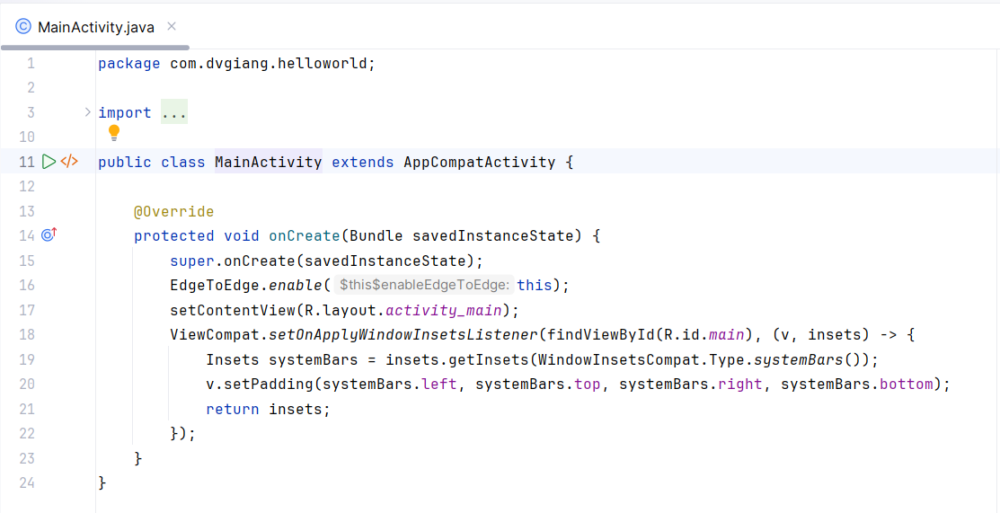 MainActivity.java
1 package com.dvgiang.helloworld;
2
3 import ...
10
11 public class MainActivity extends AppCompatActivity {
12
13 @Override
14 protected void onCreate(Bundle savedInstanceState) {
15 super.onCreate(savedInstanceState);
16 EdgeToEdge.enable( $this$enableEdgeToEdge: this);
17 setContentView(R.layout.activity_main);
18 ViewCompat.setOnApplyWindowInsetsListener(findViewById(R.id.main), (v, insets) -> {
19 Insets systemBars = insets.getInsets(WindowInsetsCompat.Type.systemBars());
20 v.setPadding(systemBars.left, systemBars.top, systemBars.right, systemBars.bottom);
21 return insets;
22 });
23 }
24 }